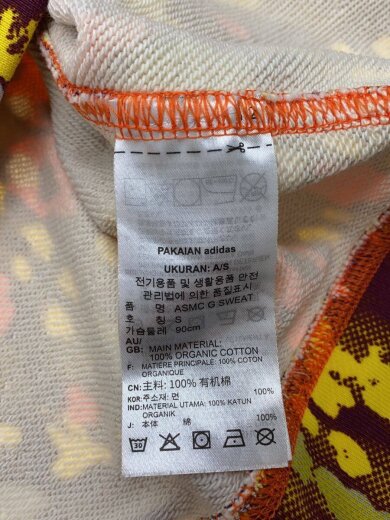 PAKAIAN adidas
UKURAN: A/S
전기용품 및 생활용품 안전
관리법에 의한 품질표시
품 명 ASMC G SWEAT
호 칭 S
가슴둘레 90cm
AU/
GB: MAIN MATERIAL:
100% ORGANIC COTTON
F: MATIERE PRINCIPALE: 100% COTON
ORGANIQUE
CN: 主料: 100% 有机棉
KOR: 주소재: 면 100%
IND: MATERIAL UTAMA: 100% KATUN
ORGANIK
J: 本体 綿 100%
30